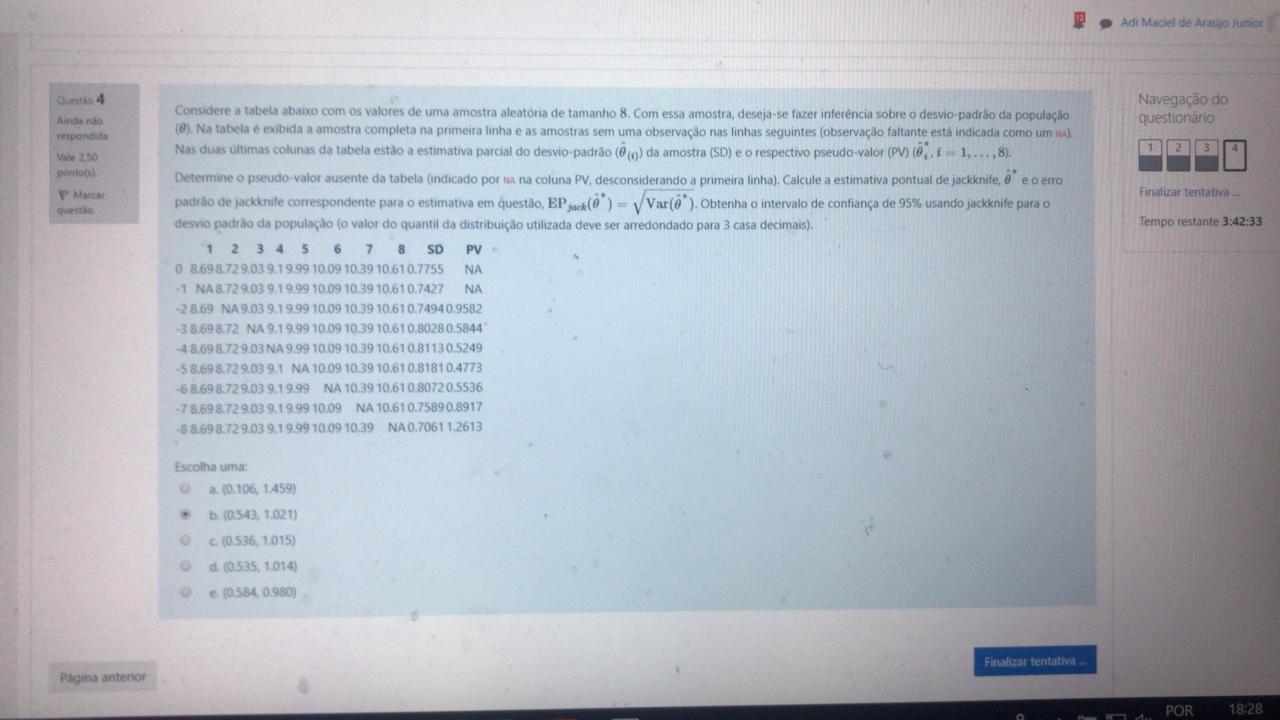 12
Adi Maciel de Araújo Junior
Questão 4
Ainda não
respondida
Vale 2,50
ponto(s).
Marcar
questão
Considere a tabela abaixo com os valores de uma amostra aleatória de tamanho 8. Com essa amostra, deseja-se fazer inferência sobre o desvio-padrão da população
(θ). Na tabela é exibida a amostra completa na primeira linha e as amostras sem uma observação nas linhas seguintes (observação faltante está indicada como um NA).
Nas duas últimas colunas da tabela estão a estimativa parcial do desvio-padrão (θ̂₍ᵢ₎) da amostra (SD) e o respectivo pseudo-valor (PV) (θ̂ᵢ*, i = 1, …, 8).
Determine o pseudo-valor ausente da tabela (indicado por NA na coluna PV, desconsiderando a primeira linha). Calcule a estimativa pontual de jackknife, θ̂* e o erro
padrão de jackknife correspondente para o estimativa em questão, EPjack(θ̂*) = √Var(θ̂*). Obtenha o intervalo de confiança de 95% usando jackknife para o
desvio padrão da população (o valor do quantil da distribuição utilizada deve ser arredondado para 3 casa decimais).
1 2 3 4 5 6 7 8 SD PV
0 8.69 8.72 9.03 9.1 9.99 10.09 10.39 10.61 0.7755 NA
-1 NA 8.72 9.03 9.1 9.99 10.09 10.39 10.61 0.7427 NA
-2 8.69 NA 9.03 9.1 9.99 10.09 10.39 10.61 0.7494 0.9582
-3 8.69 8.72 NA 9.1 9.99 10.09 10.39 10.61 0.8028 0.5844
-4 8.69 8.72 9.03 NA 9.99 10.09 10.39 10.61 0.8113 0.5249
-5 8.69 8.72 9.03 9.1 NA 10.09 10.39 10.61 0.8181 0.4773
-6 8.69 8.72 9.03 9.1 9.99 NA 10.39 10.61 0.8072 0.5536
-7 8.69 8.72 9.03 9.1 9.99 10.09 NA 10.61 0.7589 0.8917
-8 8.69 8.72 9.03 9.1 9.99 10.09 10.39 NA 0.7061 1.2613
Escolha uma:
a. (0.106, 1.459)
b. (0.543, 1.021)
c. (0.536, 1.015)
d. (0.535, 1.014)
e. (0.584, 0.980)
Página anterior
Finalizar tentativa ...
Navegação do
questionário
1 2 3 4
Finalizar tentativa ...
Tempo restante 3:42:33
POR
18:28